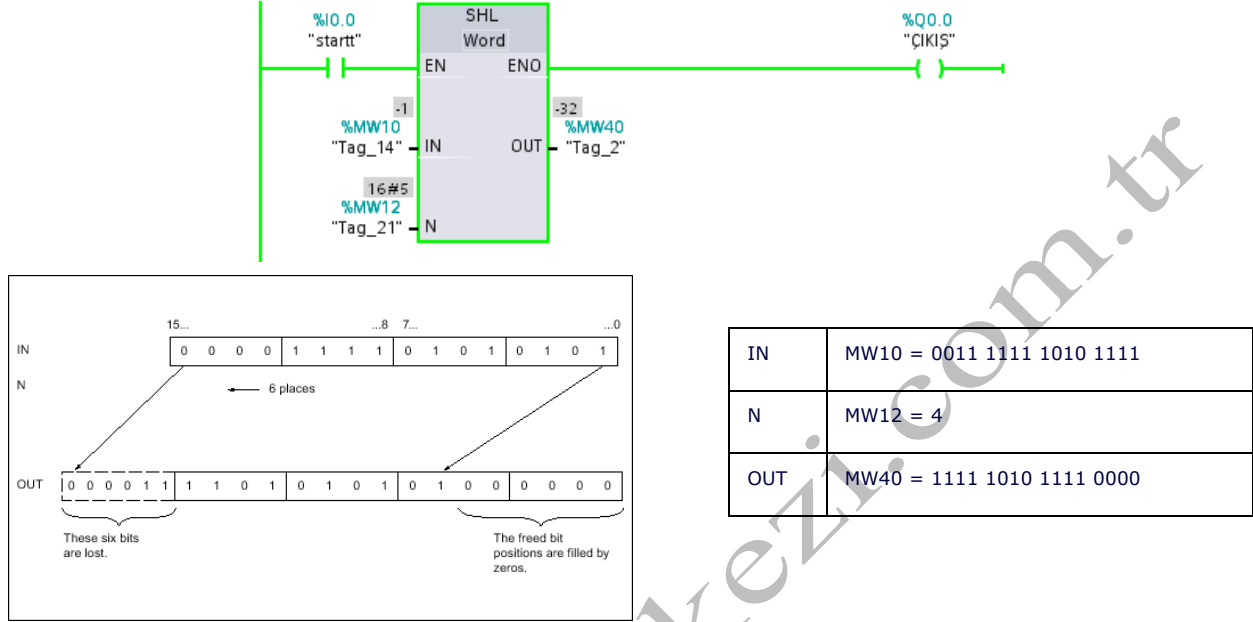 %I0.0
"startt"
SHL
Word
%Q0.0
"ÇIKIŞ"
EN ENO
-1
%MW10
"Tag_14" IN
-32
%MW40
OUT "Tag_2"
16#5
%MW12
"Tag_21" N
15... ...8 7... ...0
IN 0 0 0 0 1 1 1 1 0 1 0 1 0 1 0 1
N 6 places
OUT 0 0 0 0 1 1 1 1 0 1 0 1 0 1 0 1 0 0 0 0 0 0
These six bits
are lost.
The freed bit
positions are filled by
zeros.
IN MW10 = 0011 1111 1010 1111
N MW12 = 4
OUT MW40 = 1111 1010 1111 0000
kezi.com.tr